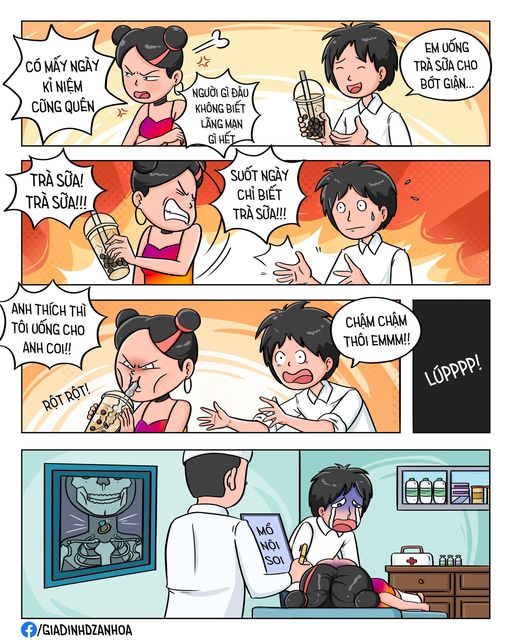 CÓ MẤY NGÀY
KỈ NIỆM
CŨNG QUÊN
NGƯỜI GÌ ĐÂU
KHÔNG BIẾT
LÃNG MẠN
GÌ HẾT
EM UỐNG
TRÀ SỮA CHO
BỚT GIẬN...
TRÀ SỮA!
TRÀ SỮA!!!
SUỐT NGÀY
CHỈ BIẾT
TRÀ SỮA!!!
ANH THÍCH THÌ
TÔI UỐNG CHO
ANH COI!!
RỘT RỘT!
CHẬM CHẬM
THÔI EMMM!!
LÚPPPP!
MỔ
NỘI
SOI
/GIADINHDZANHOA